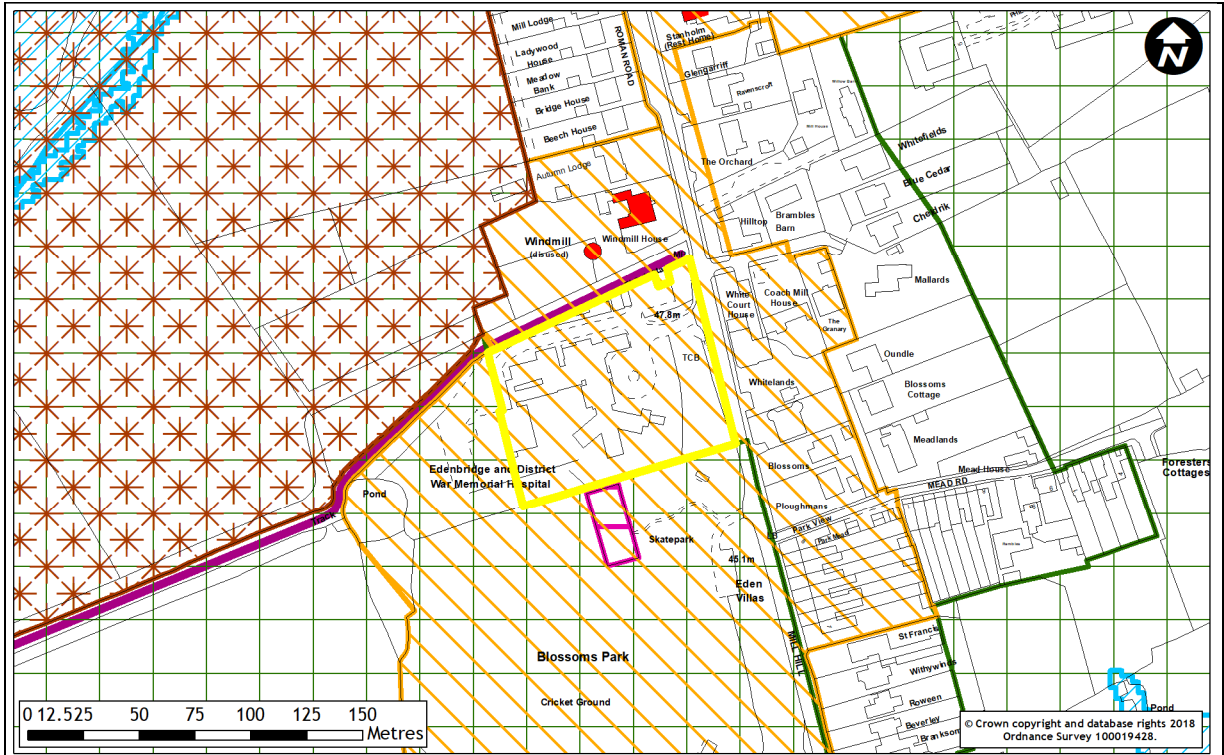 Mill Lodge
Ladywood
House
Meadow
Bank
Bridge House
Beech House
Autumn Lodge
ROMAN ROAD
Stanholm
(Rest Home)
Glengarriff
Ravenscroft
Mill House
N
The Orchard
Whitefields
Blue Cedar
Chedrik
Hilltop
Brambles
Barn
Windmill
(disused)
Windmill House
Mallards
White
Court
House
Coach Mill
House
The
Granary
47.8m
TCB
Oundle
Whitelands
Blossoms
Cottage
Meadlands
Edenbridge and District
War Memorial Hospital
Blossoms
Mead House
MEAD RD
Foresters
Cottages
Pond
Track
Ploughmans
Park View
Park Mead
Skatepark
45.1m
Eden
Villas
MILL HILL
St Francis
Blossoms Park
Withywinds
Cricket Ground
Roween
Beverley
Pond
0 12.525 50 75 100 125 150
Metres
© Crown copyright and database rights 2018
Ordnance Survey 100019428.